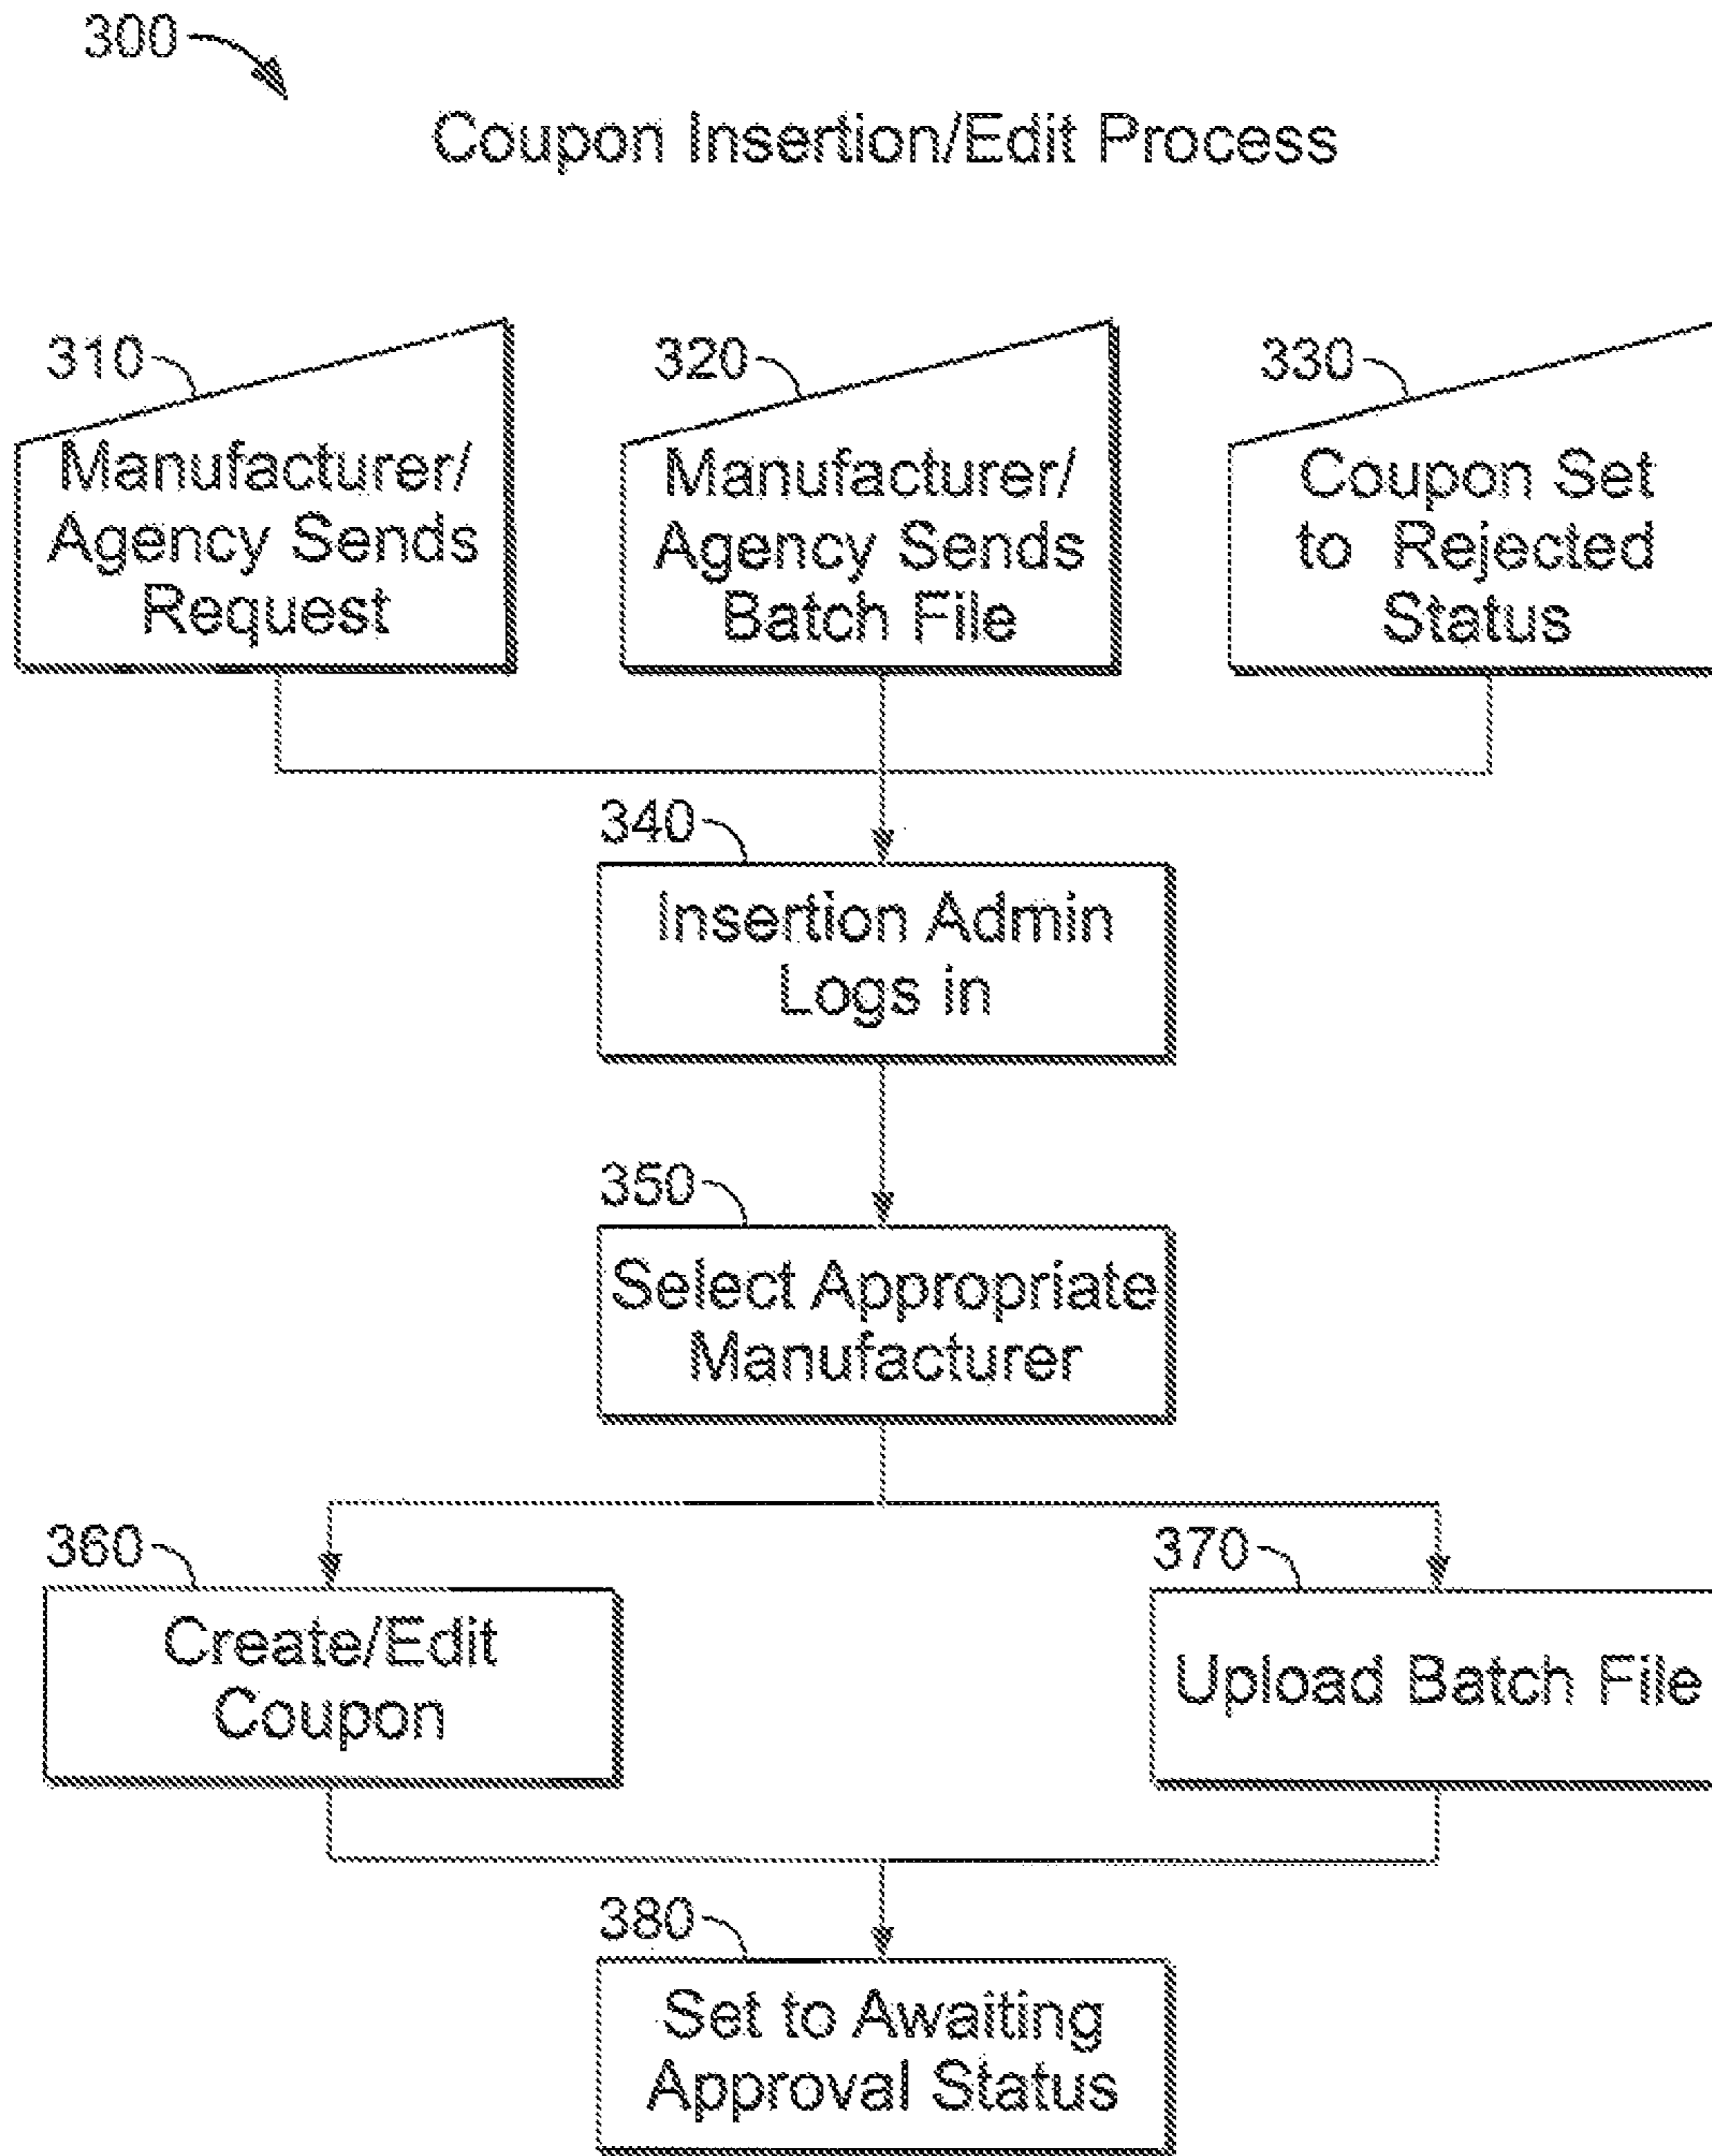 300
Coupon Insertion/Edit Process
310
Manufacturer/
Agency Sends
Request
320
Manufacturer/
Agency Sends
Batch File
330
Coupon Set
to Rejected
Status
340
Insertion Admin
Logs in
350
Select Appropriate
Manufacturer
360
Create/Edit
Coupon
370
Upload Batch File
380
Set to Awaiting
Approval Status